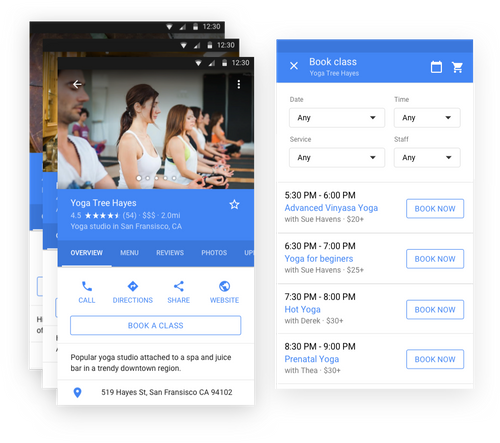 12:30
12:30
12:30
Yoga Tree Hayes
4.5 ★★★★★ (54) · $$$ · 2.0mi
Yoga studio in San Fransisco, CA
OVERVIEW MENU REVIEWS PHOTOS
CALL DIRECTIONS SHARE WEBSITE
BOOK A CLASS
Popular yoga studio attached to a spa and juice
bar in a trendy downtown region.
519 Hayes St, San Francisco CA 94102
Book class
Yoga Tree Hayes
Date Time
Any Any
Service Staff
Any Any
5:30 PM - 6:00 PM
Advanced Vinyasa Yoga
with Sue Havens · $20+
BOOK NOW
6:30 PM - 7:00 PM
Yoga for beginers
with Sue Havens · $25+
BOOK NOW
7:30 PM - 8:00 PM
Hot Yoga
with Derek · $30+
BOOK NOW
8:30 PM - 9:00 PM
Prenatal Yoga
with Thea · $30+
BOOK NOW